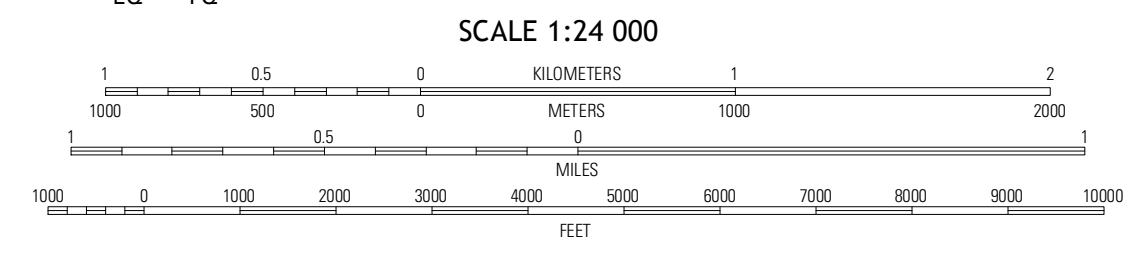 SCALE 1:24 000
1 0.5 0 KILOMETERS 1 2
1000 500 0 METERS 1000 2000
1 0.5 0 1
MILES
1000 0 1000 2000 3000 4000 5000 6000 7000 8000 9000 10000
FEET